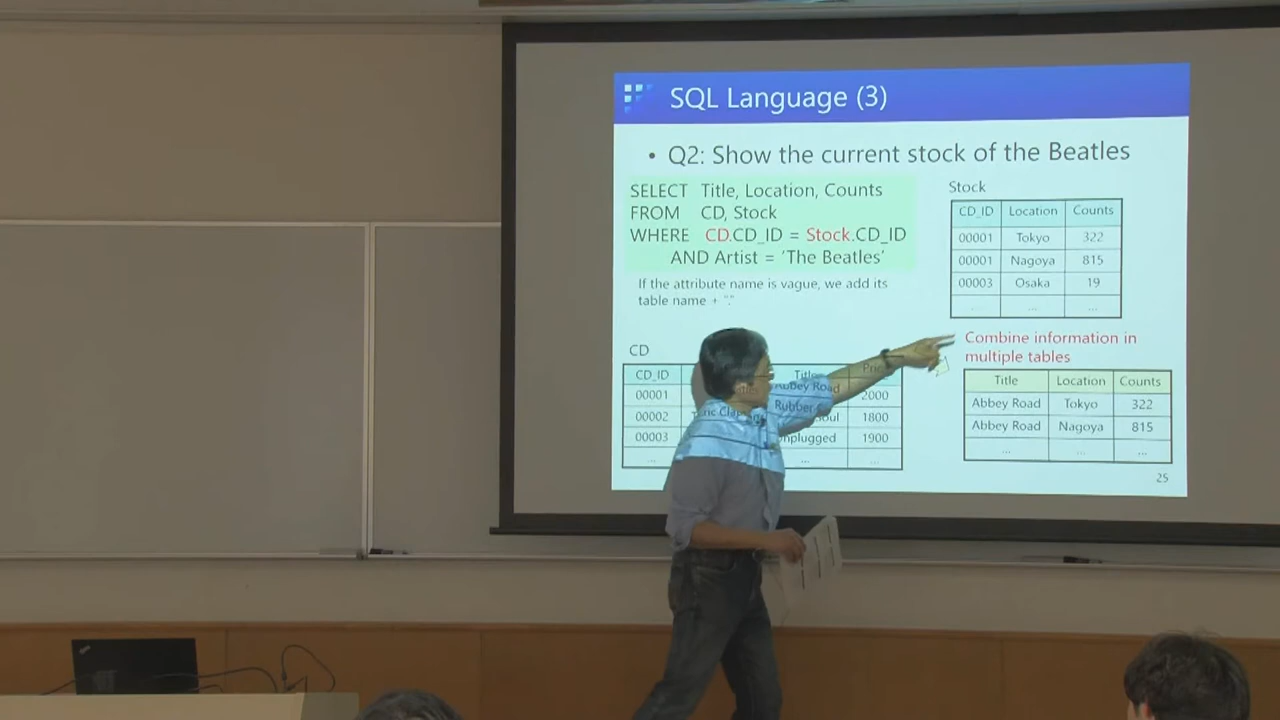 SQL Language (3)
• Q2: Show the current stock of the Beatles
SELECT Title, Location, Counts
FROM CD, Stock
WHERE CD.CD_ID = Stock.CD_ID
AND Artist = 'The Beatles'
If the attribute name is vague, we add its
table name + "."
Stock
CD_ID Location Counts
00001 Tokyo 322
00001 Nagoya 815
00003 Osaka 19
... ...
CD
CD_ID Title
00001 Abbey Road 2000
00002 Rubber 1800
00003 1900
... ... ...
Combine information in
multiple tables
Title Location Counts
Abbey Road Tokyo 322
Abbey Road Nagoya 815
... ... ...
25